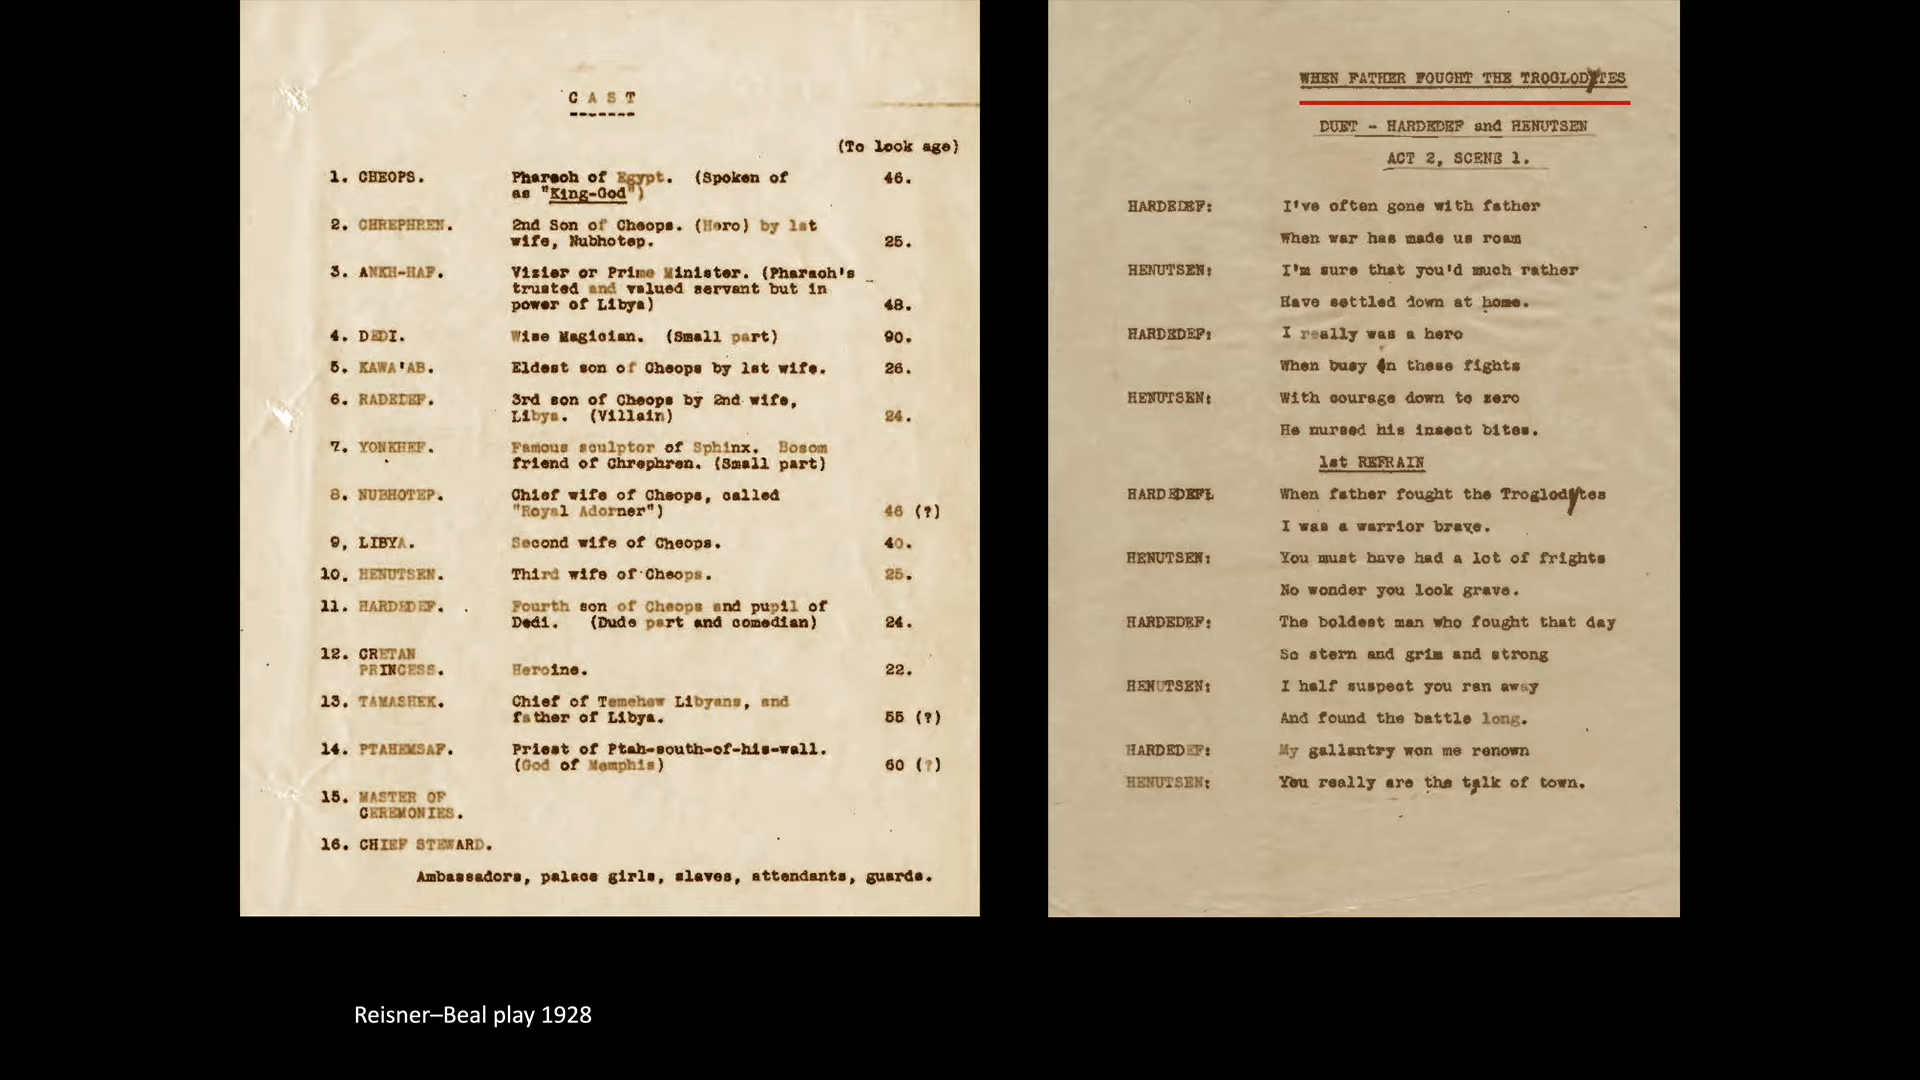 CAST
(To look age)
1. CHEOPS. Pharaoh of Egypt. (Spoken of 46.
as "King-God")
2. CHREPHREN. 2nd Son of Cheops. (Hero) by 1st
wife, Nubhotep. 25.
3. ANKH-HAF. Vizier or Prime Minister. (Pharaoh's
trusted and valued servant but in
power of Libya) 48.
4. DEDI. Wise Magician. (Small part) 90.
5. KAWA'AB. Eldest son of Cheops by 1st wife. 26.
6. RADEDEF. 3rd son of Cheops by 2nd wife,
Libya. (Villain) 24.
7. YONKHEF. Famous sculptor of Sphinx. Bosom
friend of Chrephren. (Small part)
8. NUBHOTEP. Chief wife of Cheops, called
"Royal Adorner") 46 (?)
9, LIBYA. Second wife of Cheops. 40.
10. HENUTSEN. Third wife of Cheops. 25.
11. HARDEDEF. Fourth son of Cheops and pupil of
Dedi. (Dude part and comedian) 24.
12. CRETAN
PRINCESS. Heroine. 22.
13. TAMASHEK. Chief of Temehew Libyans, and
father of Libya. 55 (?)
14. PTAHEMSAF. Priest of Ptah-south-of-his-wall.
(God of Memphis) 60 (?)
15. MASTER OF
CEREMONIES.
16. CHIEF STEWARD.
Ambassadors, palace girls, slaves, attendants, guards.
WHEN FATHER FOUGHT THE TROGLODYTES
DUET - HARDEDEF and HENUTSEN
ACT 2, SCENE 1.
HARDEDEF: I've often gone with father
When war has made us roam
HENUTSEN: I'm sure that you'd much rather
Have settled down at home.
HARDEDEF: I really was a hero
When busy in these fights
HENUTSEN: With courage down to zero
He nursed his insect bites.
1st REFRAIN
HARDEDEF: When father fought the Troglodytes
I was a warrior brave.
HENUTSEN: You must have had a lot of frights
No wonder you look grave.
HARDEDEF: The boldest man who fought that day
So stern and grim and strong
HENUTSEN: I half suspect you ran away
And found the battle long.
HARDEDEF: My gallantry won me renown
HENUTSEN: You really are the talk of town.
Reisner–Beal play 1928